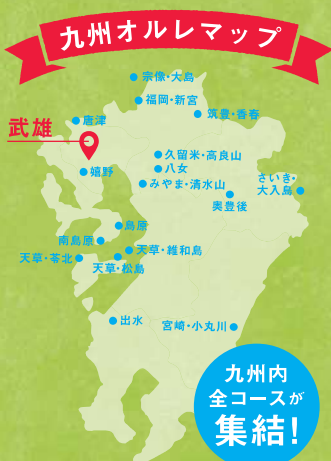 九州オルレマップ
宗像・大島
福岡・新宮
筑豊・香春
唐津
武雄
嬉野
久留米・高良山
八女
みやま・清水山
さいき・
大入島
奥豊後
島原
南島原
天草・維和島
天草・苓北
天草・松島
出水
宮崎・小丸川
九州内
全コースが
集結!